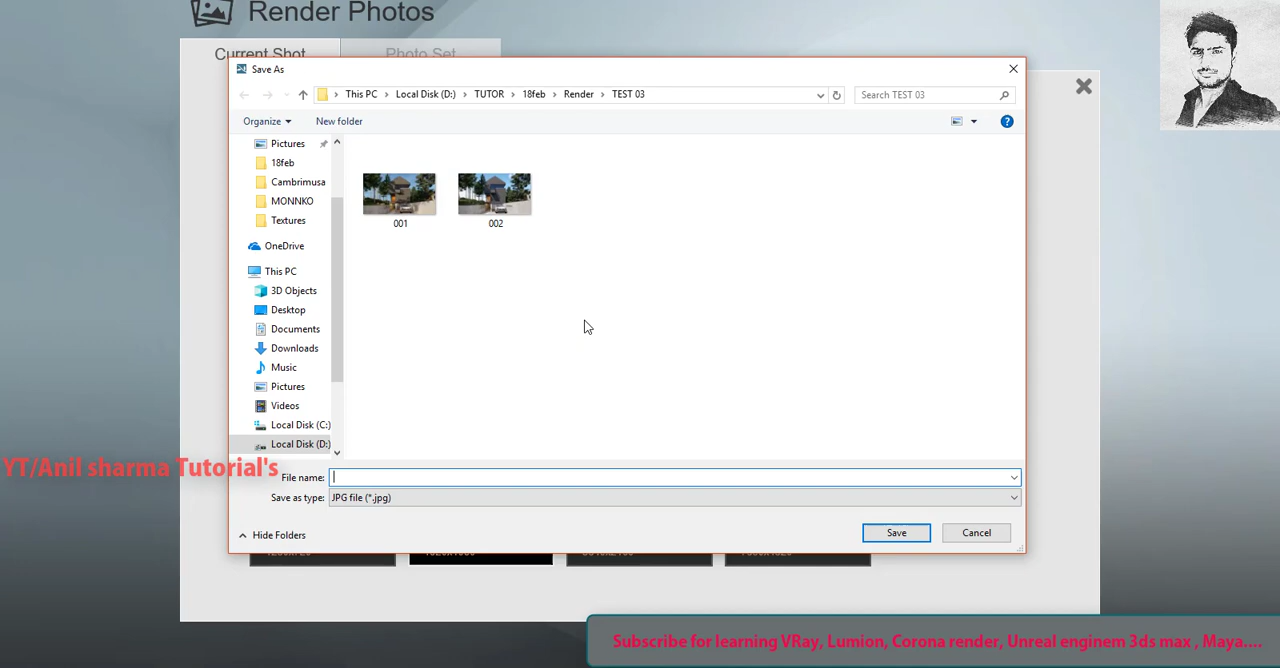 Render Photos
Current Shot
Photo Set
Save As
This PC
Local Disk (D:)
TUTOR
18feb
Render
TEST 03
Search TEST 03
Organize
New folder
Pictures
18feb
Cambrimusa
MONNKO
Textures
OneDrive
This PC
3D Objects
Desktop
Documents
Downloads
Music
Pictures
Videos
Local Disk (C:)
Local Disk (D:)
001
002
YT/Anil sharma Tutorial's
File name:
Save as type:
JPG file (*.jpg)
Hide Folders
Save
Cancel
Subscribe for learning VRay, Lumion, Corona render, Unreal enginem 3ds max , Maya....